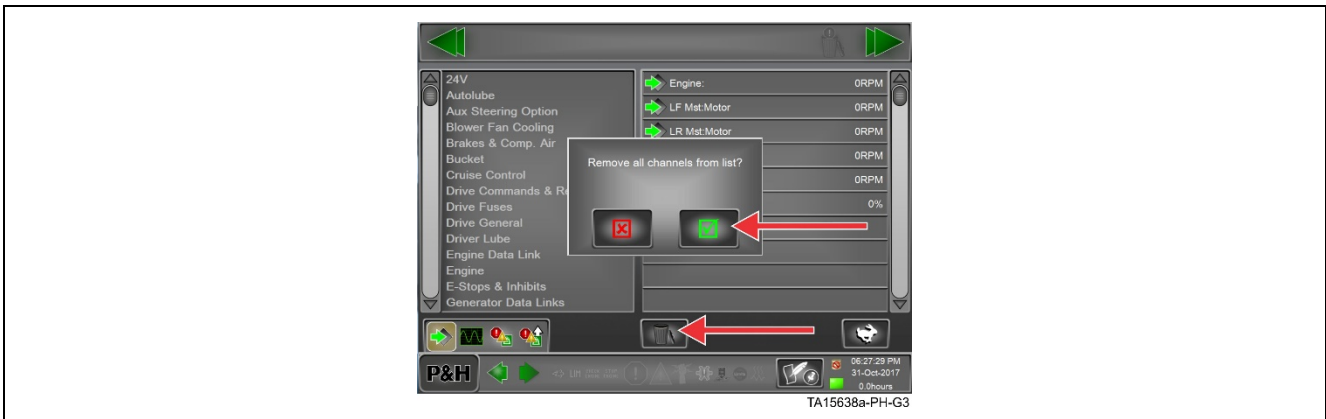 24V
Autolube
Aux Steering Option
Blower Fan Cooling
Brakes & Comp. Air
Bucket
Cruise Control
Drive Commands & Re
Drive Fuses
Drive General
Driver Lube
Engine Data Link
Engine
E-Stops & Inhibits
Generator Data Links
Engine: 0RPM
LF Mst:Motor 0RPM
LR Mst:Motor 0RPM
0RPM
0RPM
0%
Remove all channels from list?
P&H
LIM
06:27:29 PM
31-Oct-2017
0.0hours
TA15638a-PH-G3